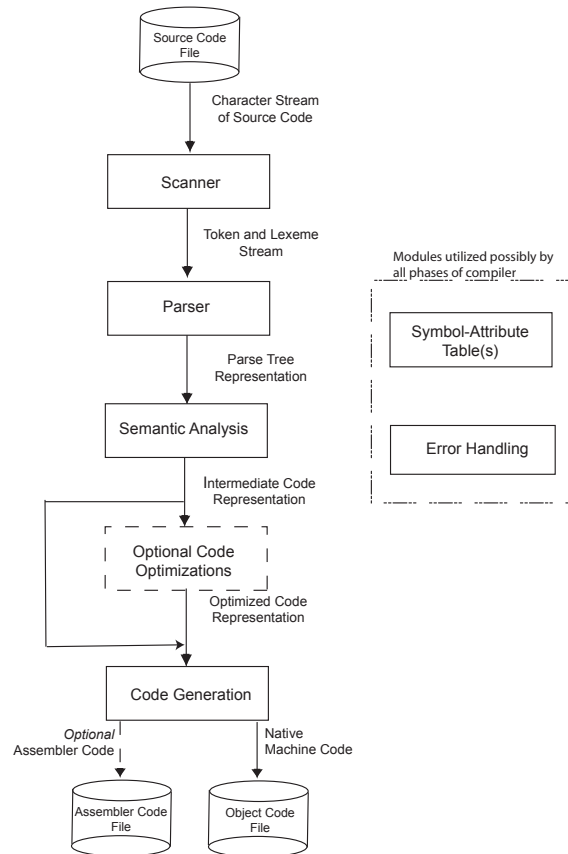 Source Code
File
Character Stream
of Source Code
Scanner
Token and Lexeme
Stream
Modules utilized possibly by
all phases of compiler
Parser
Symbol-Attribute
Table(s)
Parse Tree
Representation
Semantic Analysis
Error Handling
Intermediate Code
Representation
Optional Code
Optimizations
Optimized Code
Representation
Code Generation
Optional
Assembler Code
Native
Machine Code
Assembler Code
File
Object Code
File